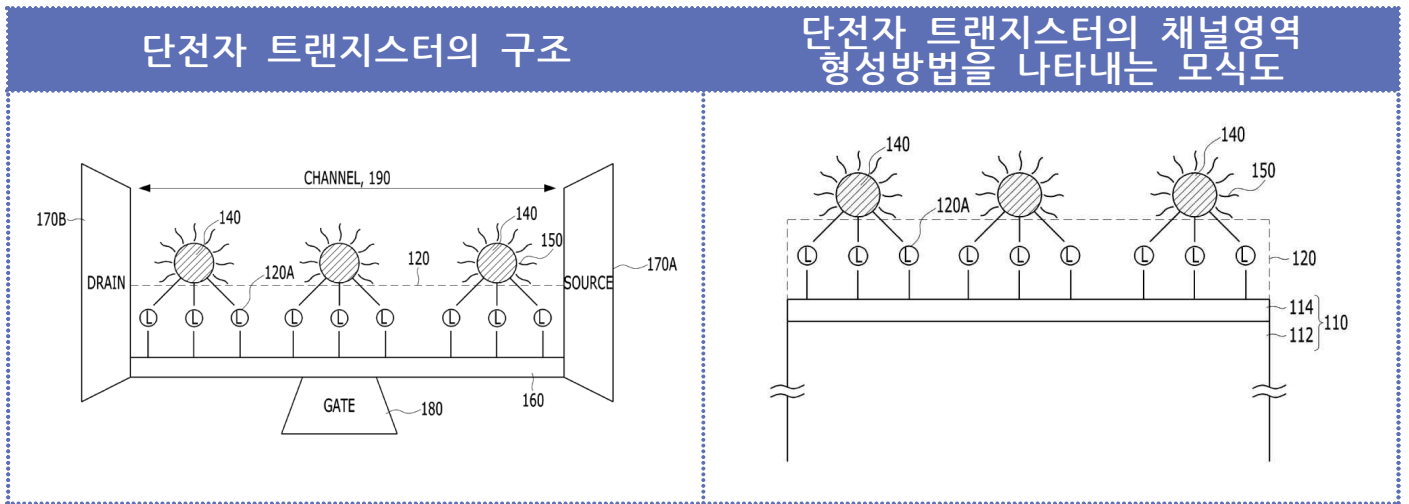 단전자 트랜지스터의 구조
단전자 트랜지스터의 채널영역
형성방법을 나타내는 모식도
CHANNEL, 190
170B
140
140
120A
120
150
DRAIN
SOURCE
170A
L L L L L L L L L
160
GATE
180
140
140
150
120A
L L L L L L L L L
120
114
110
112